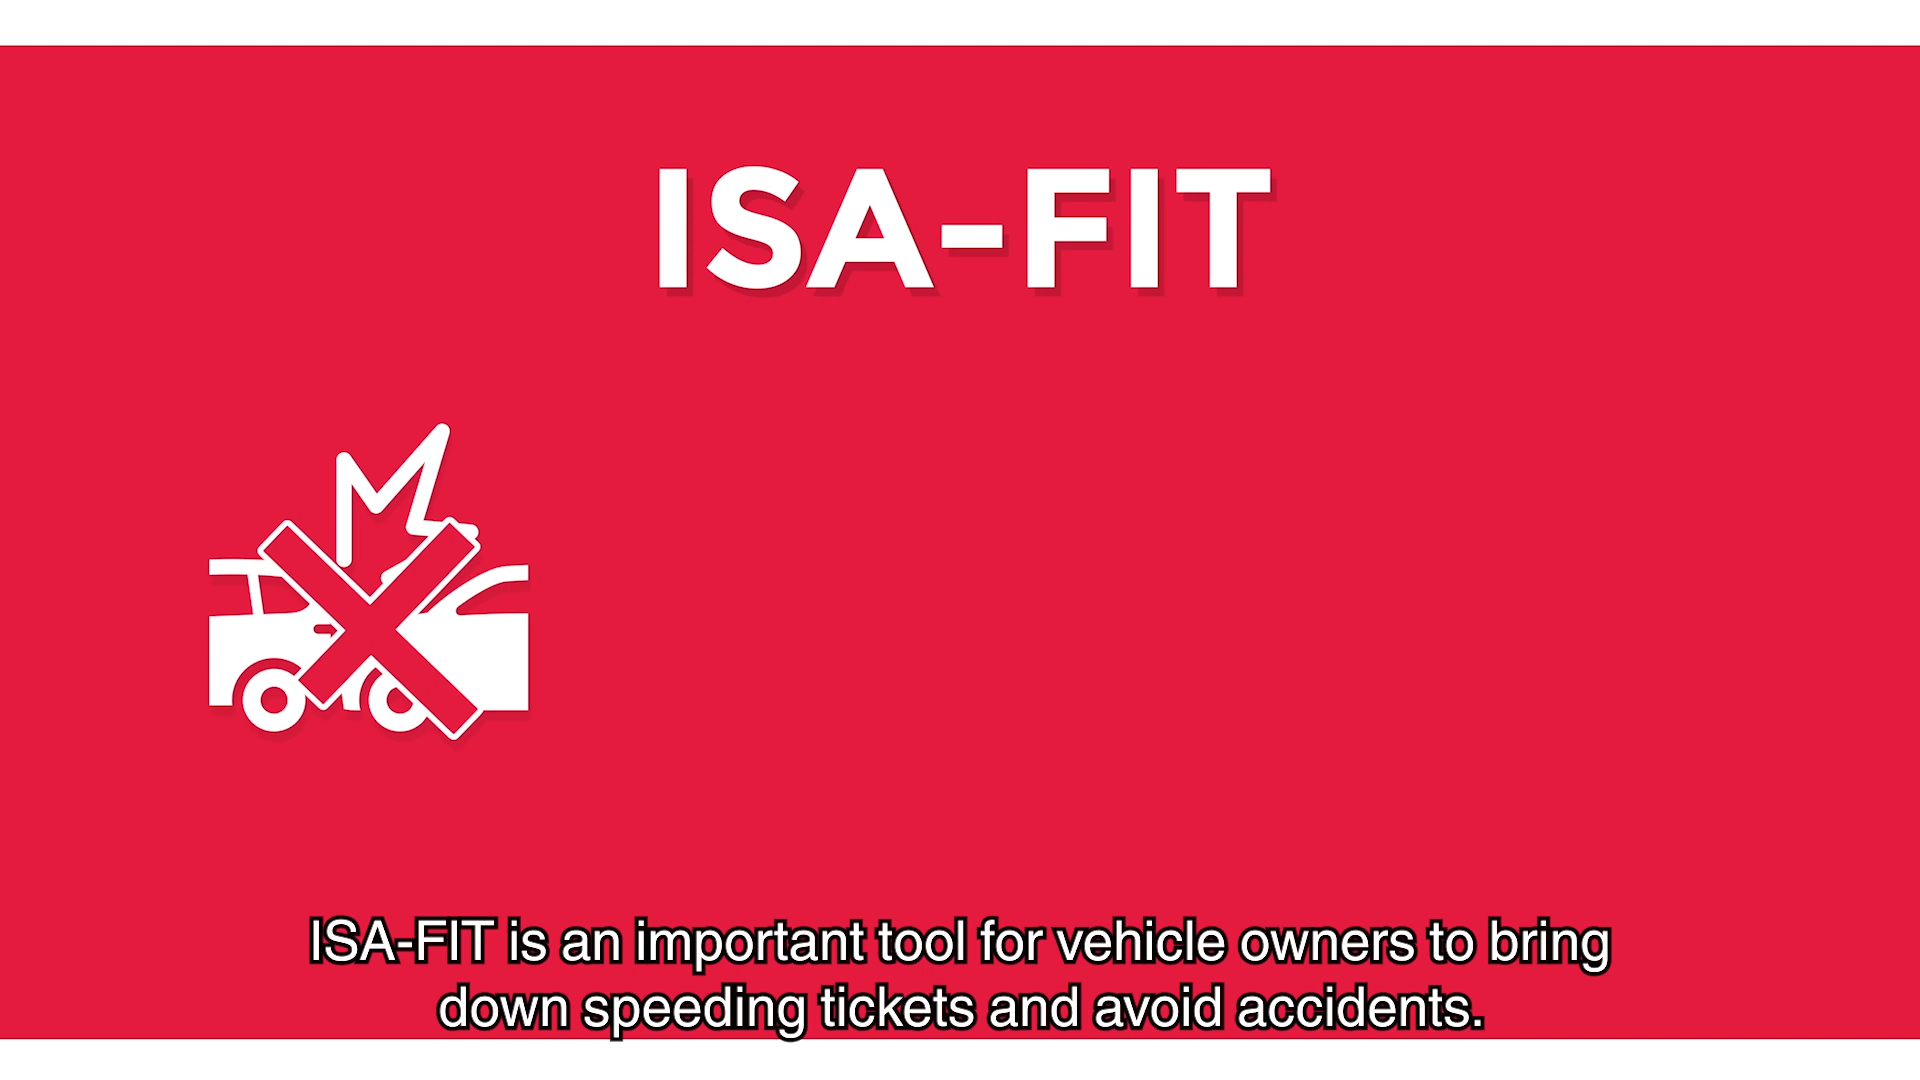 ISA-FIT
ISA-FIT is an important tool for vehicle owners to bring
down speeding tickets and avoid accidents.